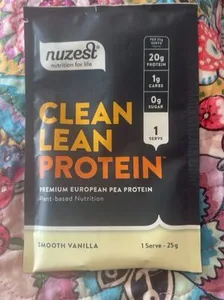 nuzest
nutrition for life
PER 25g
SERVE
20g
PROTEIN
1g
CARBS
0g
SUGAR
1
SERVE
CLEAN
LEAN
PROTEIN™
PREMIUM EUROPEAN PEA PROTEIN
Plant-based Nutrition
SMOOTH VANILLA
1 Serve - 25g